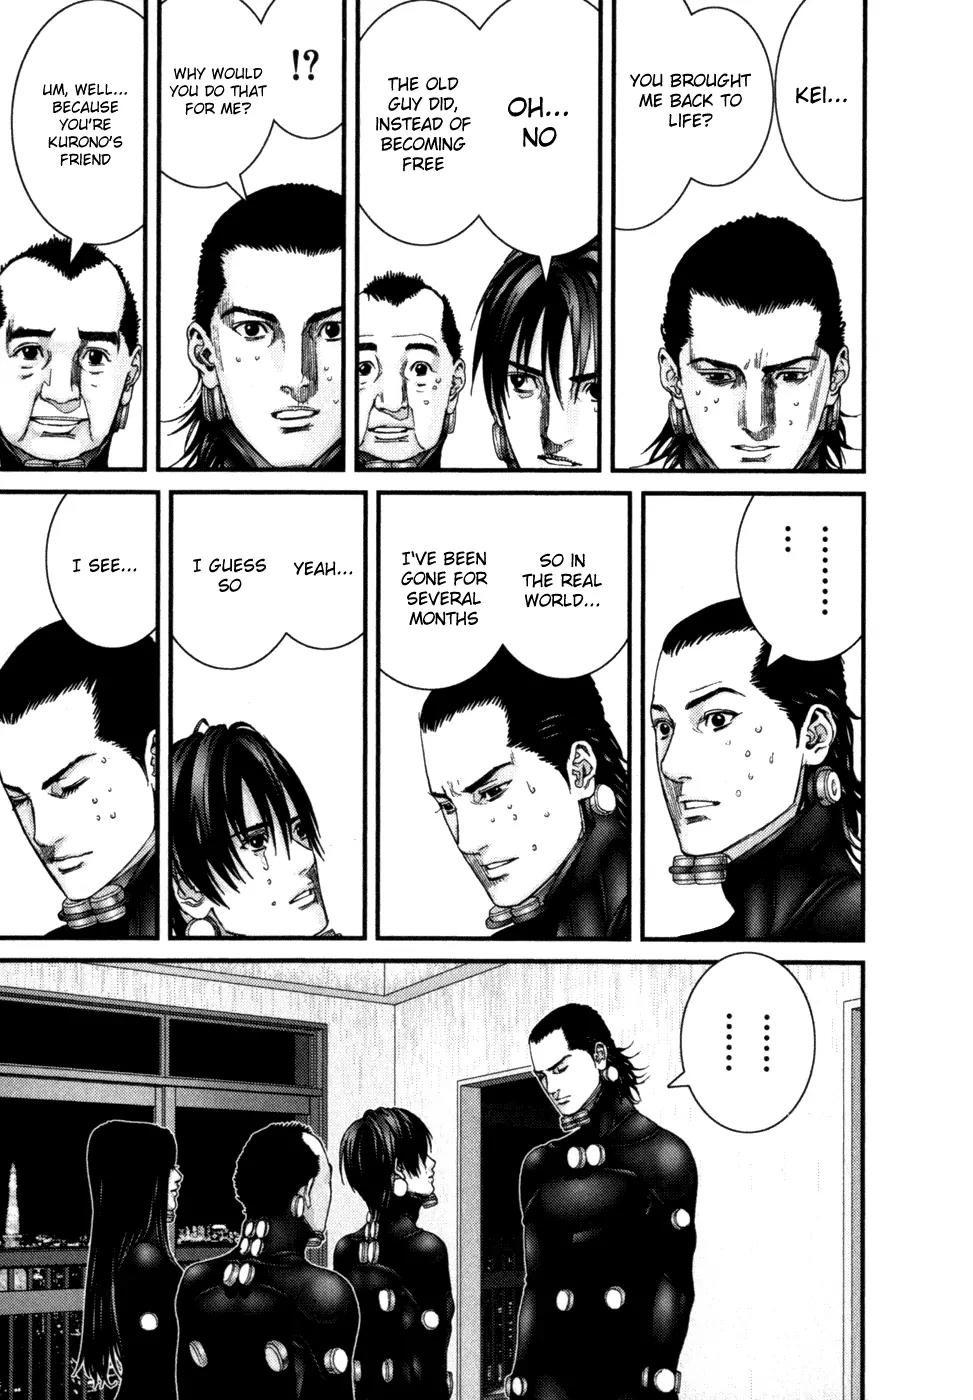 KEI...
YOU BROUGHT
ME BACK TO
LIFE?
OH...
NO
THE OLD
GUY DID,
INSTEAD OF
BECOMING
FREE
!?
WHY WOULD
YOU DO THAT
FOR ME?
UM, WELL...
BECAUSE
YOU'RE
KURONO'S
FRIEND
SO IN
THE REAL
WORLD...
I'VE BEEN
GONE FOR
SEVERAL
MONTHS
YEAH...
I GUESS
SO
I SEE...